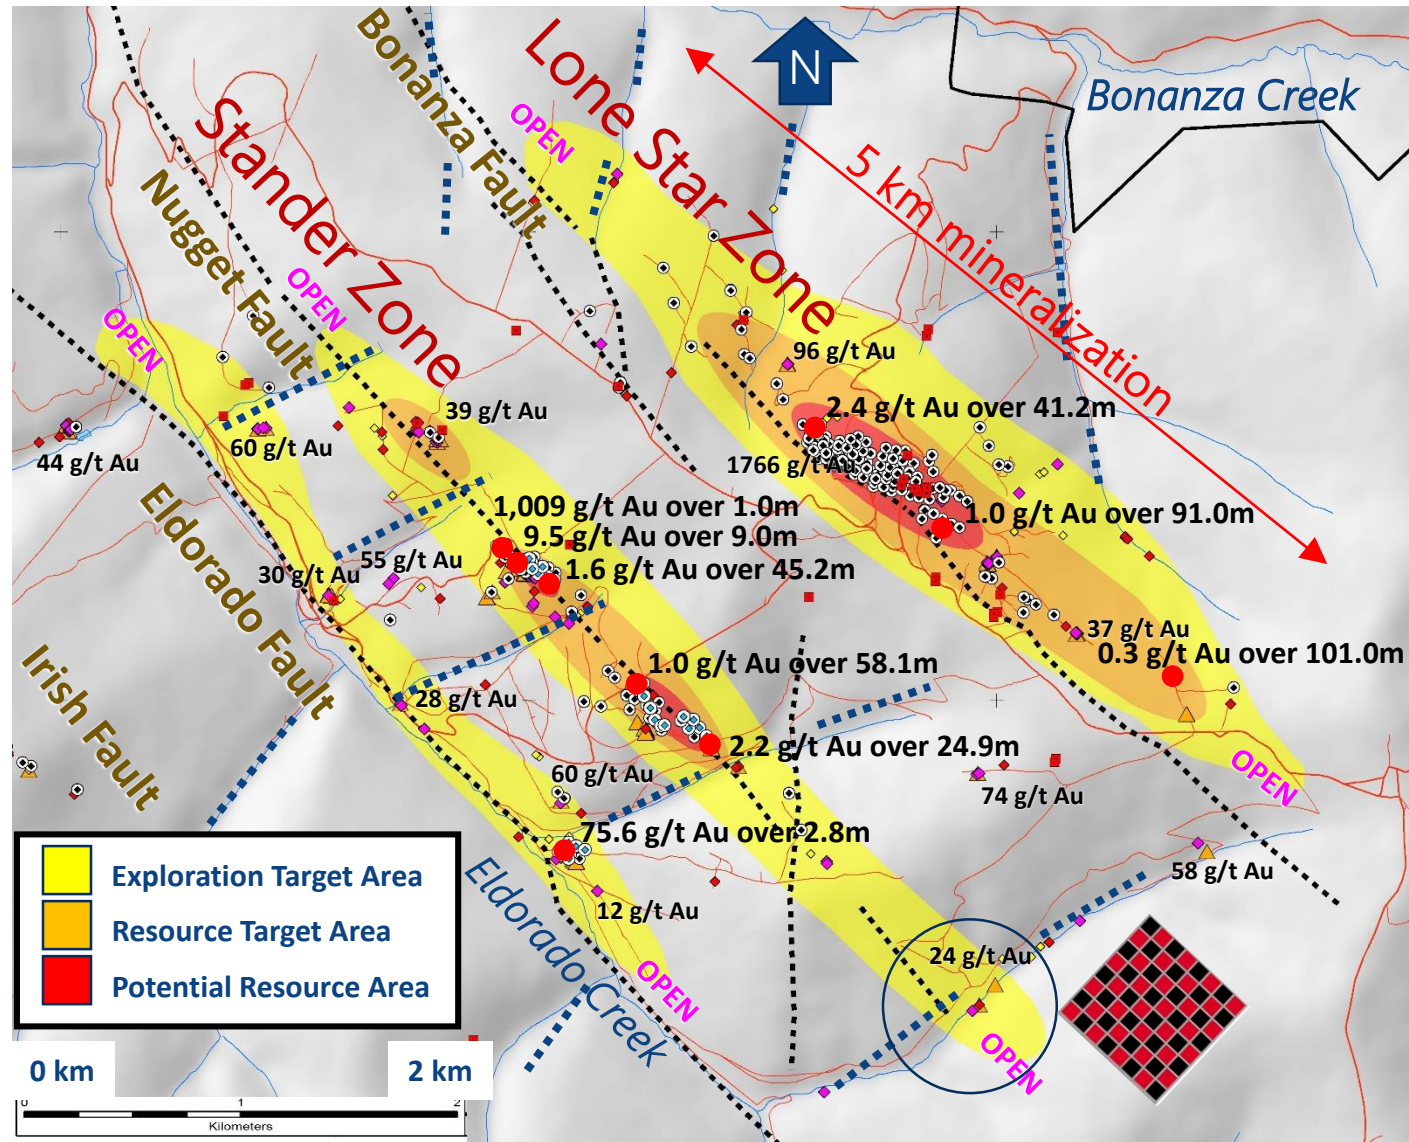 Bonanza Fault
Lone Star Zone
N
Bonanza Creek
OPEN
Stander Zone
Nugget Fault
5 km mineralization
OPEN
OPEN
96 g/t Au
39 g/t Au
2.4 g/t Au over 41.2m
60 g/t Au
44 g/t Au
1766 g/t Au
Eldorado Fault
1,009 g/t Au over 1.0m
1.0 g/t Au over 91.0m
9.5 g/t Au over 9.0m
55 g/t Au
30 g/t Au
1.6 g/t Au over 45.2m
37 g/t Au
0.3 g/t Au over 101.0m
Irish Fault
1.0 g/t Au over 58.1m
28 g/t Au
2.2 g/t Au over 24.9m
OPEN
60 g/t Au
74 g/t Au
75.6 g/t Au over 2.8m
58 g/t Au
Eldorado Creek
12 g/t Au
24 g/t Au
OPEN
OPEN
Exploration Target Area
Resource Target Area
Potential Resource Area
0 km
2 km
0
1
2
Kilometers